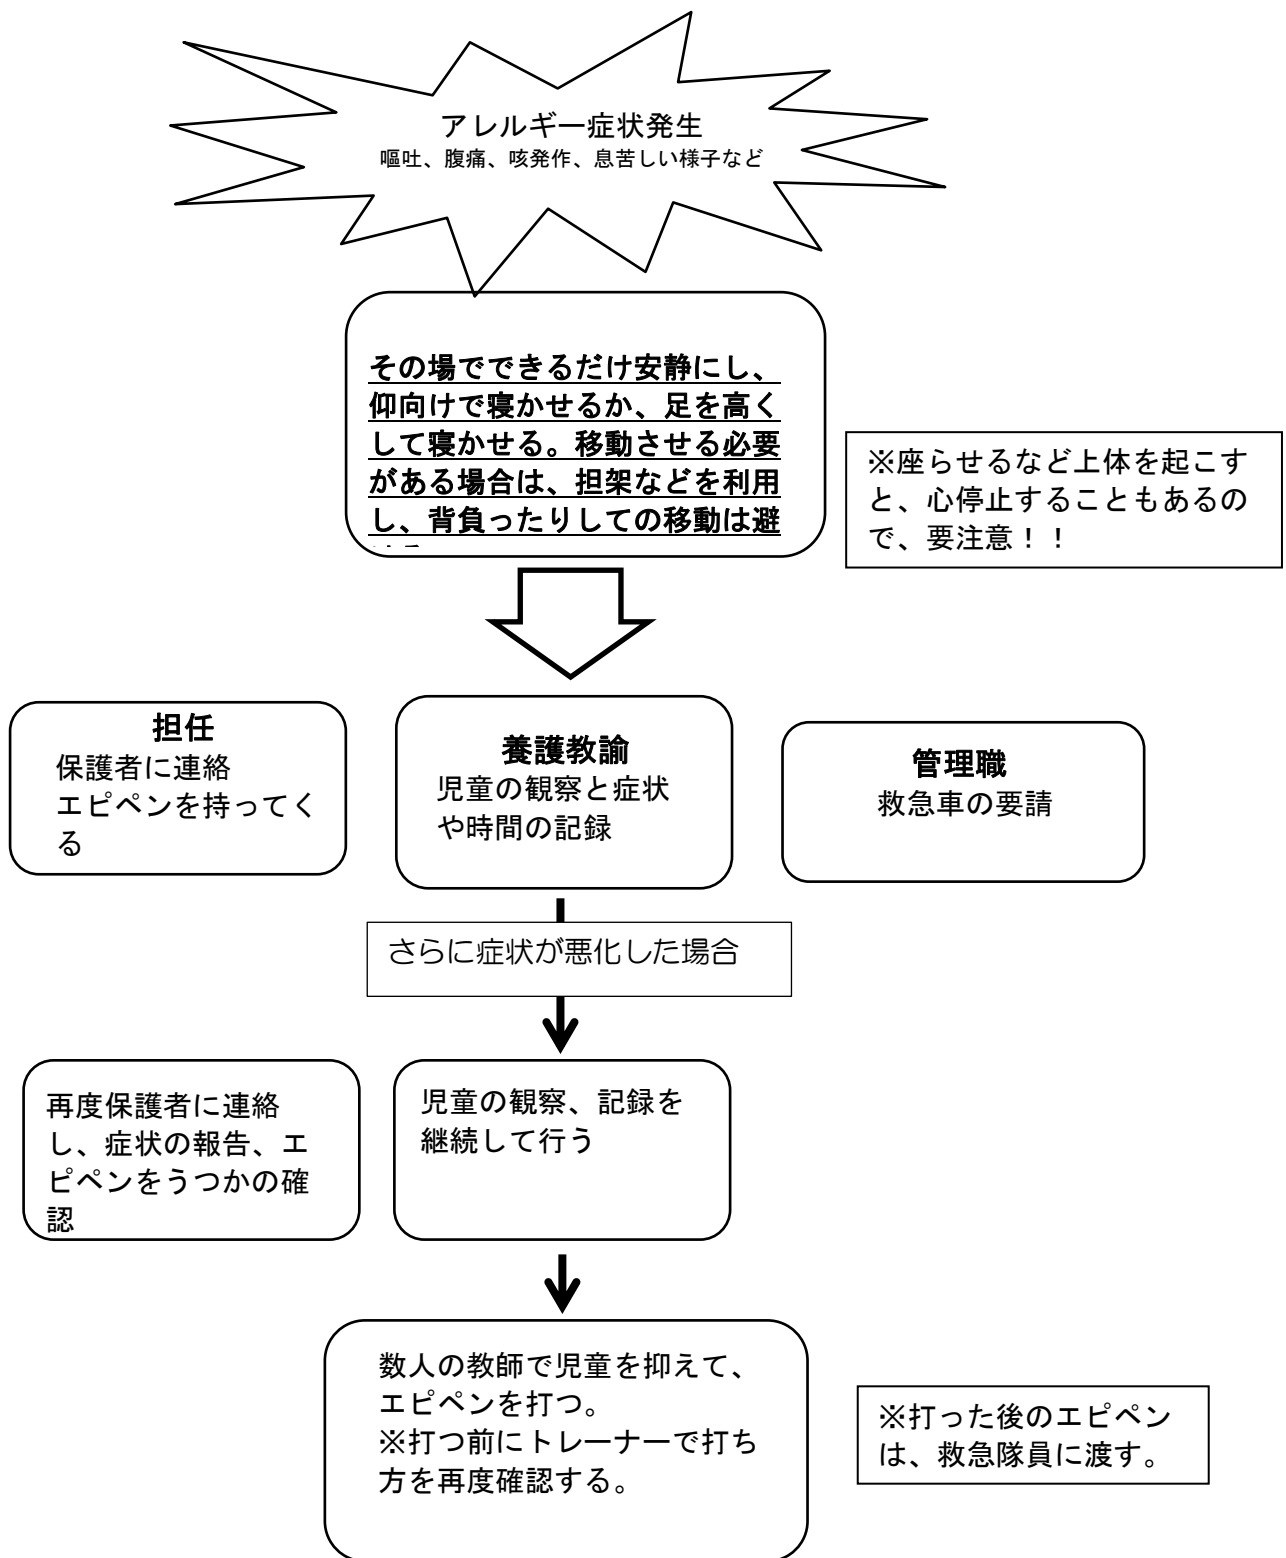 アレルギー症状発生
嘔吐、腹痛、咳発作、息苦しい様子など
その場でできるだけ安静にし、
仰向けで寝かせるか、足を高く
して寝かせる。移動させる必要
がある場合は、担架などを利用
し、背負ったりしての移動は避
※座らせるなど上体を起こす
と、心停止することもあるの
で、要注意！！
担任
保護者に連絡
エピペンを持ってく
る
養護教諭
児童の観察と症状
や時間の記録
管理職
救急車の要請
さらに症状が悪化した場合
再度保護者に連絡
し、症状の報告、エ
ピペンをうつかの確
認
児童の観察、記録を
継続して行う
数人の教師で児童を抑えて、
エピペンを打つ。
※打つ前にトレーナーで打ち
方を再度確認する。
※打った後のエピペン
は、救急隊員に渡す。